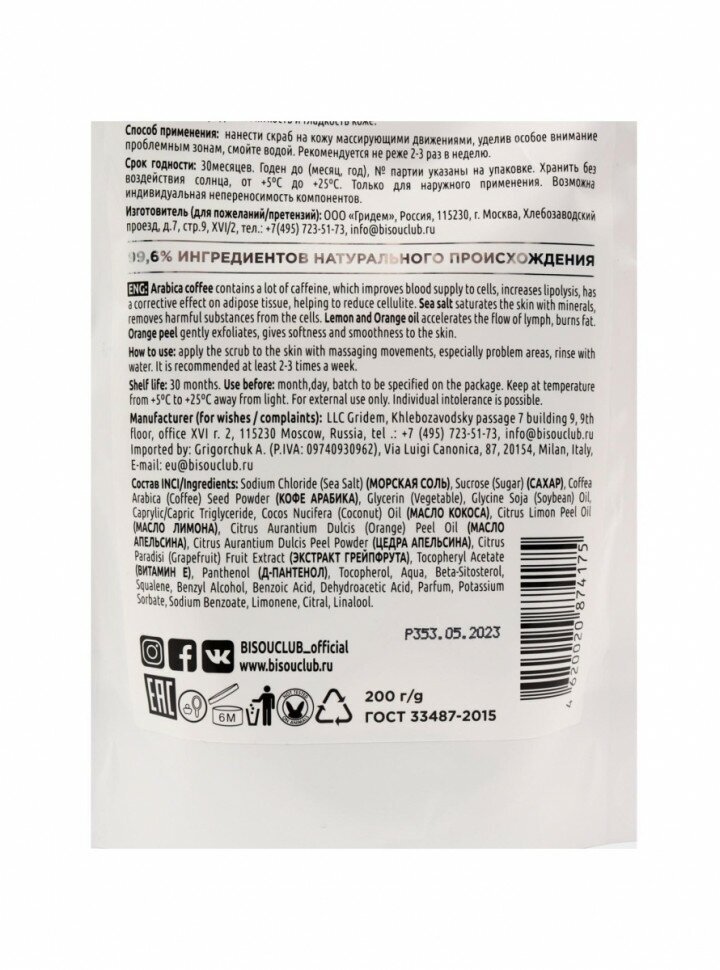 кость и гладкость коже.
Способ применения: нанести скраб на кожу массирующими движениями, уделив особое внимание
проблемным зонам, смойте водой. Рекомендуется не реже 2-3 раз в неделю.
Срок годности: 30месяцев. Годен до (месяц, год), № партии указаны на упаковке. Хранить без
воздействия солнца, от +5ºС до +25ºС. Только для наружного применения. Возможна
индивидуальная непереносимость компонентов.
Изготовитель (для пожеланий/претензий): ООО «Гридем», Россия, 115230, г. Москва, Хлебозаводский
проезд, д.7, стр.9, XVI/2, тел.: +7(495) 723-51-73, info@bisouclub.ru
99,6% ИНГРЕДИЕНТОВ НАТУРАЛЬНОГО ПРОИСХОЖДЕНИЯ
ENG: Arabica coffee contains a lot of caffeine, which improves blood supply to cells, increases lipolysis, has
a corrective effect on adipose tissue, helping to reduce cellulite. Sea salt saturates the skin with minerals,
removes harmful substances from the cells. Lemon and Orange oil accelerates the flow of lymph, burns fat.
Orange peel gently exfoliates, gives softness and smoothness to the skin.
How to use: apply the scrub to the skin with massaging movements, especially problem areas, rinse with
water. It is recommended at least 2-3 times a week.
Shelf life: 30 months. Use before: month,day, batch to be specified on the package. Keep at temperature
from +5ºC to +25ºC away from light. For external use only. Individual intolerance is possible.
Manufacturer (for wishes / complaints): LLC Gridem, Khlebozavodsky passage 7 building 9, 9th
floor, office XVI r. 2, 115230 Moscow, Russia, tel .: +7 (495) 723-51-73, info@bisouclub.ru
Imported by: Grigorchuk A. (P.IVA: 09740930962), Via Luigi Canonica, 87, 20154, Milan, Italy,
E-mail: eu@bisouclub.ru
Состав INCI/Ingredients: Sodium Chloride (Sea Salt) (МОРСКАЯ СОЛЬ), Sucrose (Sugar) (САХАР), Coffea
Arabica (Coffee) Seed Powder (КОФЕ АРАБИКА), Glycerin (Vegetable), Glycine Soja (Soybean) Oil,
Caprylic/Capric Triglyceride, Cocos Nucifera (Coconut) Oil (МАСЛО КОКОСА), Citrus Limon Peel Oil
(МАСЛО ЛИМОНА), Citrus Aurantium Dulcis (Orange) Peel Oil (МАСЛО
АПЕЛЬСИНА), Citrus Aurantium Dulcis Peel Powder (ЦЕДРА АПЕЛЬСИНА), Citrus
Paradisi (Grapefruit) Fruit Extract (ЭКСТРАКТ ГРЕЙПФРУТА), Tocopheryl Acetate
(ВИТАМИН Е), Panthenol (Д-ПАНТЕНОЛ), Tocopherol, Aqua, Beta-Sitosterol,
Squalene, Benzyl Alcohol, Benzoic Acid, Dehydroacetic Acid, Parfum, Potassium
Sorbate, Sodium Benzoate, Limonene, Citral, Linalool.
4 620020 874175
P353.05.2023
BISOUCLUB_official
www.bisouclub.ru
EAC
6M
200 г/g
ГОСТ 33487-2015